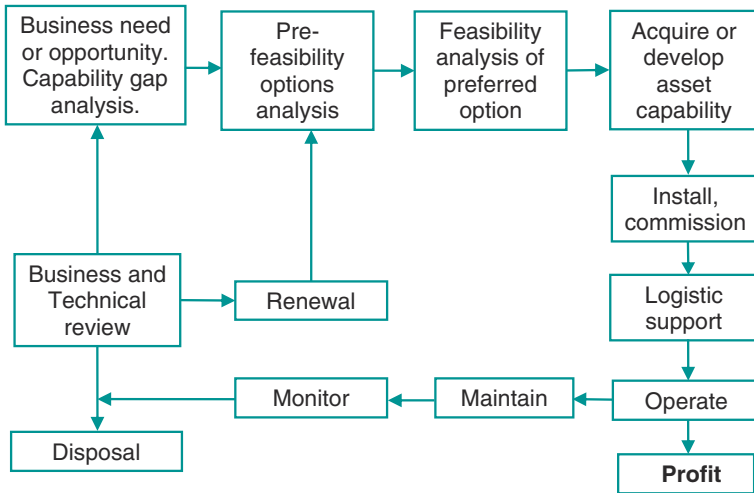 Business need
or opportunity.
Capability gap
analysis.
Pre-
feasibility
options
analysis
Feasibility
analysis of
preferred
option
Acquire or
develop
asset
capability
Install,
commission
Business and
Technical
review
Renewal
Logistic
support
Monitor
Maintain
Operate
Disposal
Profit